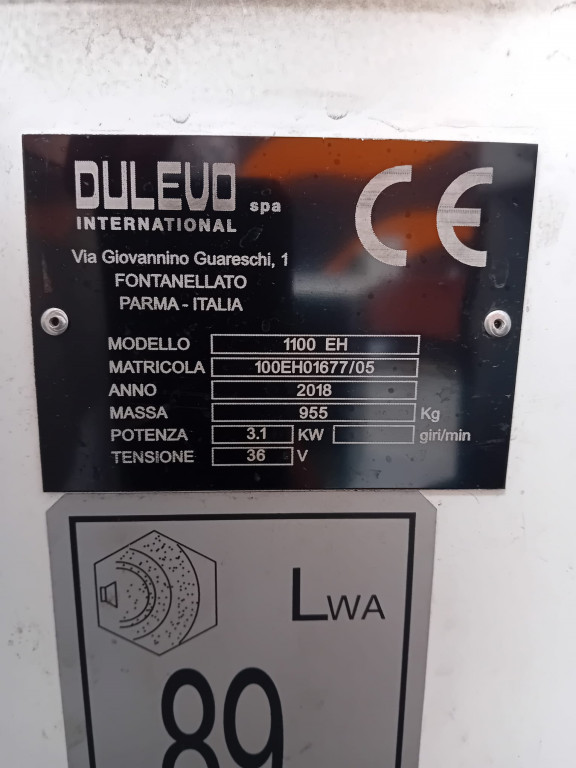 DULEVO spa
INTERNATIONAL
CE
Via Giovannino Guareschi, 1
FONTANELLATO
PARMA - ITALIA
MODELLO 1100 EH
MATRICOLA 100EH01677/05
ANNO 2018
MASSA 955 Kg
POTENZA 3.1 KW giri/min
TENSIONE 36 V
LWA
89